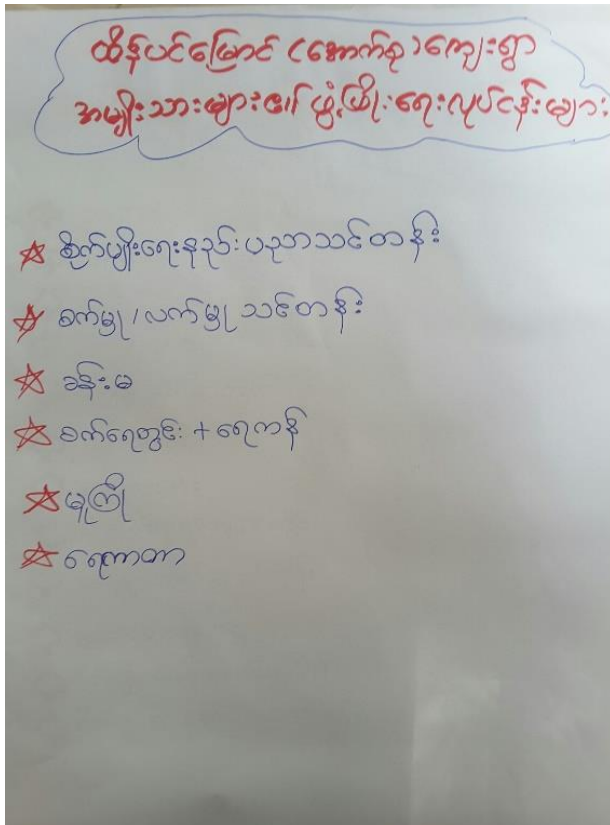 ထိန်ပင်မြောင် (အောက်စု) ကျေးရွာ
အမျိုးသားများ၏ ဖွံ့ဖြိုးရေးလုပ်ငန်းများ
စိုက်ပျိုးရေးနည်းပညာသင်တန်း
စက်မှု/လက်မှု သင်တန်း
ခန်းမ
စက်ရေတွင်း + ရေကန်
မူကြို
ရေကာတာ